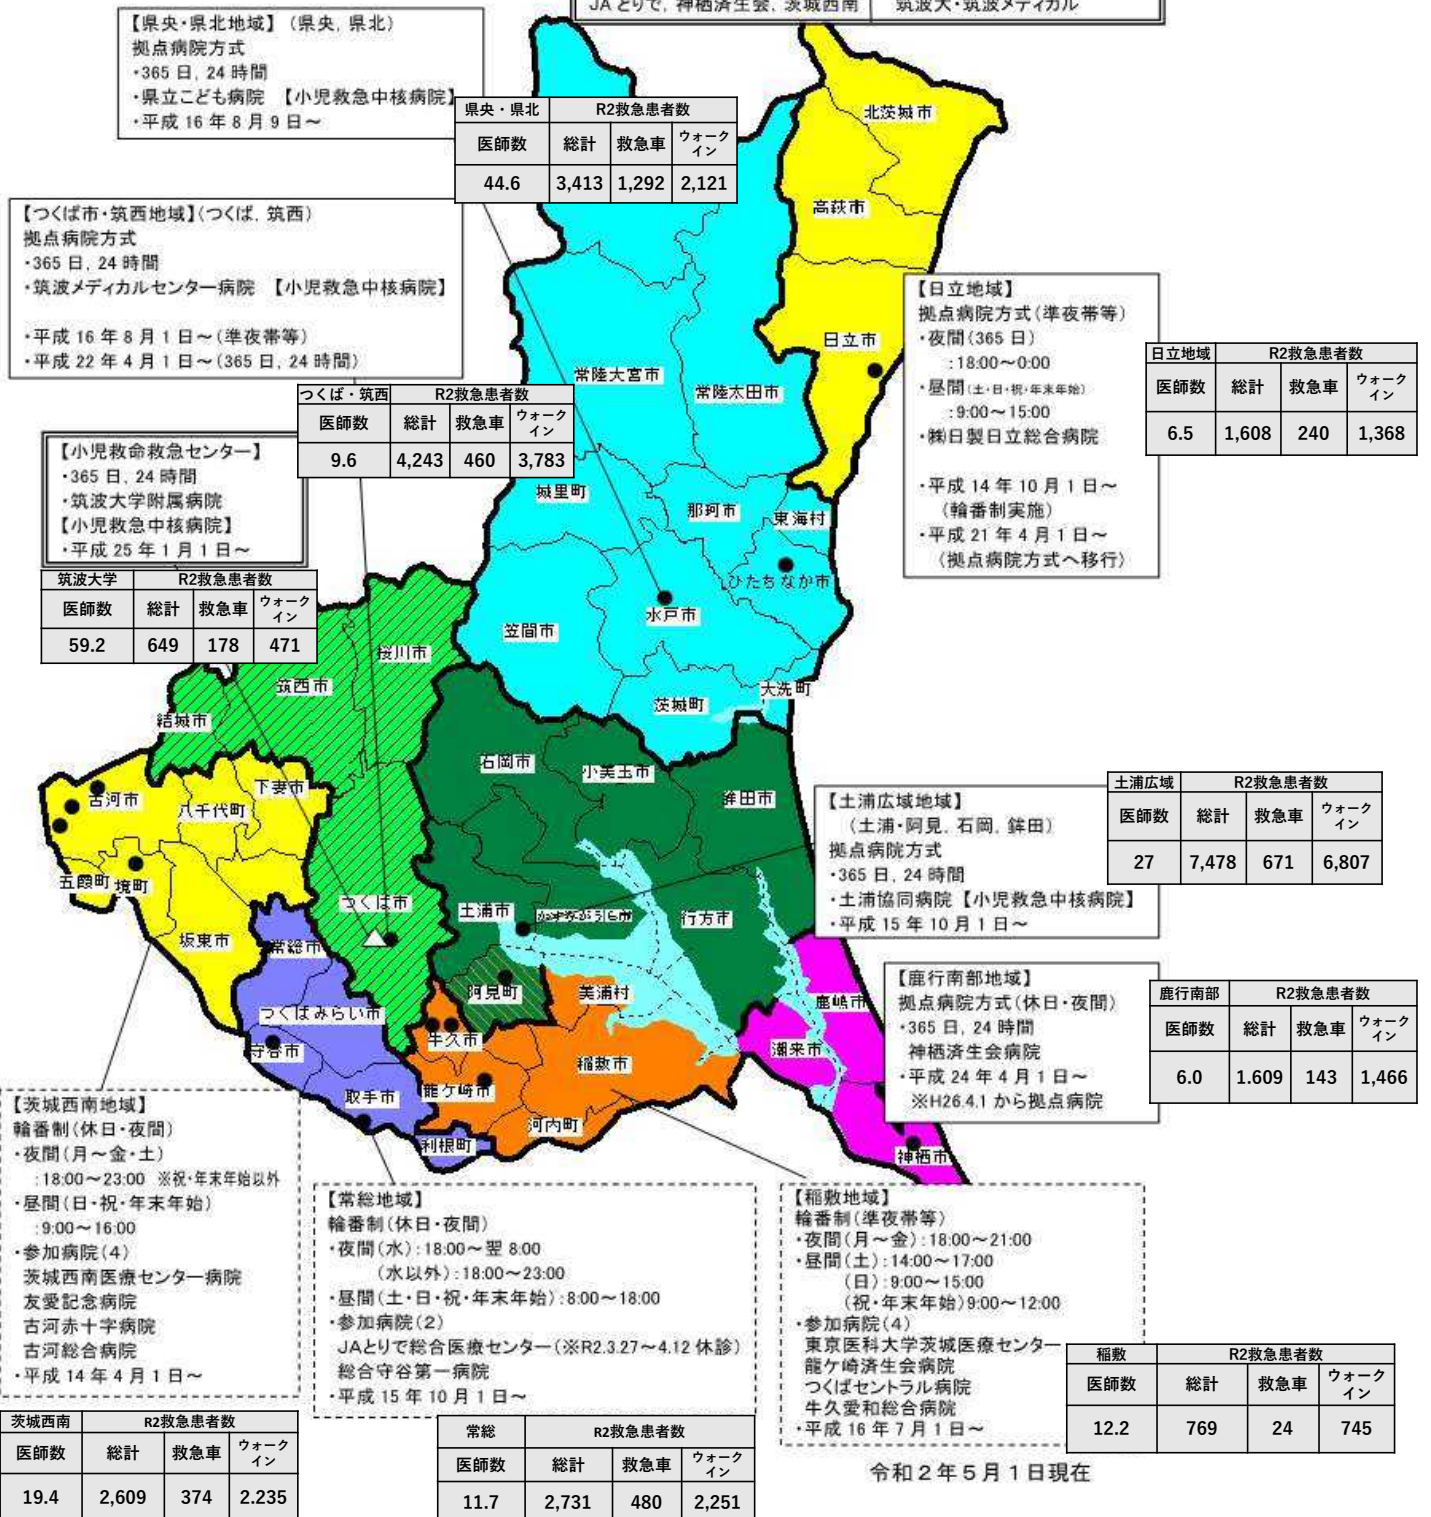 JAとりで，神栖済生会，茨城西南
筑波大・筑波メディカル
【県央・県北地域】（県央，県北）
拠点病院方式
・365日，24時間
・県立こども病院 【小児救急中核病院】
・平成16年8月9日～
県央・県北 R2救急患者数
医師数 総計 救急車 ウォークイン
44.6 3,413 1,292 2,121
【つくば市・筑西地域】（つくば，筑西）
拠点病院方式
・365日，24時間
・筑波メディカルセンター病院 【小児救急中核病院】
・平成16年8月1日～（準夜帯等）
・平成22年4月1日～（365日，24時間）
つくば・筑西 R2救急患者数
医師数 総計 救急車 ウォークイン
9.6 4,243 460 3,783
【小児救命救急センター】
・365日，24時間
・筑波大学附属病院
【小児救急中核病院】
・平成25年1月1日～
筑波大学 R2救急患者数
医師数 総計 救急車 ウォークイン
59.2 649 178 471
【日立地域】
拠点病院方式（準夜帯等）
・夜間（365日）
：18:00～0:00
・昼間（土・日・祝・年末年始）
：9:00～15:00
・㈱日製日立総合病院
・平成14年10月1日～
（輪番制実施）
・平成21年4月1日～
（拠点病院方式へ移行）
日立地域 R2救急患者数
医師数 総計 救急車 ウォークイン
6.5 1,608 240 1,368
北茨城市
高萩市
日立市
常陸大宮市
常陸太田市
城里町
那珂市
東海村
ひたちなか市
水戸市
笠間市
茨城町
大洗町
桜川市
筑西市
結城市
石岡市
小美玉市
鉾田市
古河市
八千代町
下妻市
五霞町
境町
坂東市
つくば市
土浦市
かすみがうら市
行方市
常総市
阿見町
美浦村
つくばみらい市
守谷市
牛久市
稲敷市
龍ケ崎市
取手市
河内町
利根町
鹿嶋市
潮来市
神栖市
【土浦広域地域】
（土浦・阿見，石岡，鉾田）
拠点病院方式
・365日，24時間
・土浦協同病院【小児救急中核病院】
・平成15年10月1日～
土浦広域 R2救急患者数
医師数 総計 救急車 ウォークイン
27 7,478 671 6,807
【鹿行南部地域】
拠点病院方式（休日・夜間）
・365日，24時間
神栖済生会病院
・平成24年4月1日～
※H26.4.1から拠点病院
鹿行南部 R2救急患者数
医師数 総計 救急車 ウォークイン
6.0 1.609 143 1,466
【茨城西南地域】
輪番制（休日・夜間）
・夜間（月～金・土）
：18:00～23:00 ※祝・年末年始以外
・昼間（日・祝・年末年始）
：9:00～16:00
・参加病院（4）
茨城西南医療センター病院
友愛記念病院
古河赤十字病院
古河総合病院
・平成14年4月1日～
茨城西南 R2救急患者数
医師数 総計 救急車 ウォークイン
19.4 2,609 374 2.235
【常総地域】
輪番制（休日・夜間）
・夜間（水）：18:00～翌8:00
（水以外）：18:00～23:00
・昼間（土・日・祝・年末年始）：8:00～18:00
・参加病院（2）
JAとりで総合医療センター（※R2.3.27～4.12休診）
総合守谷第一病院
・平成15年10月1日～
常総 R2救急患者数
医師数 総計 救急車 ウォークイン
11.7 2,731 480 2,251
【稲敷地域】
輪番制（準夜帯等）
・夜間（月～金）：18:00～21:00
・昼間（土）：14:00～17:00
（日）：9:00～15:00
（祝・年末年始）9:00～12:00
・参加病院（4）
東京医科大学茨城医療センター
龍ケ崎済生会病院
つくばセントラル病院
牛久愛和総合病院
・平成16年7月1日～
稲敷 R2救急患者数
医師数 総計 救急車 ウォークイン
12.2 769 24 745
令和2年5月1日現在